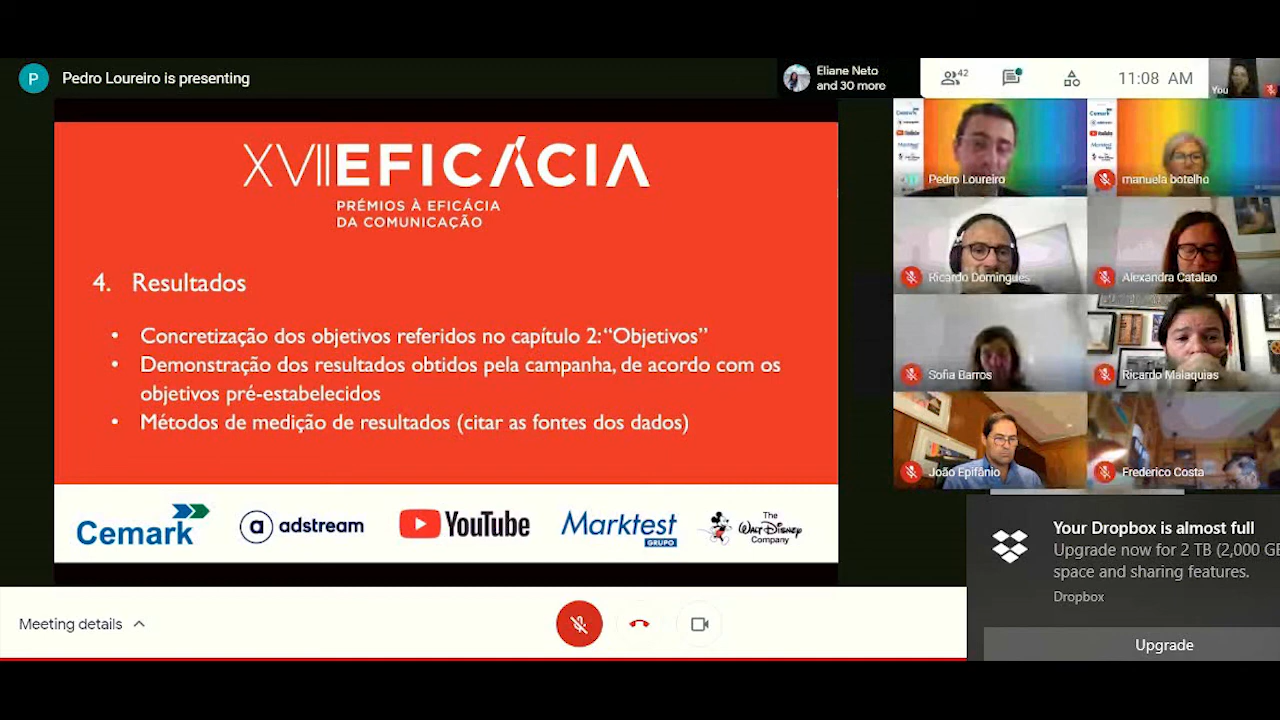 P
Pedro Loureiro is presenting
Eliane Neto
and 30 more
42
11:08 AM
You
XVII EFICÁCIA
PRÉMIOS À EFICÁCIA
DA COMUNICAÇÃO
4. Resultados
• Concretização dos objetivos referidos no capítulo 2: “Objetivos”
• Demonstração dos resultados obtidos pela campanha, de acordo com os
objetivos pré-estabelecidos
• Métodos de medição de resultados (citar as fontes dos dados)
Cemark
a adstream
YouTube
Marktest
GRUPO
The
WALT DISNEY
Company
Pedro Loureiro
manuela botelho
Ricardo Domingues
Alexandra Catalao
Sofia Barros
Ricardo Malaquias
João Epifânio
Frederico Costa
Your Dropbox is almost full
Upgrade now for 2 TB (2,000 GB
space and sharing features.
Dropbox
Upgrade
Meeting details